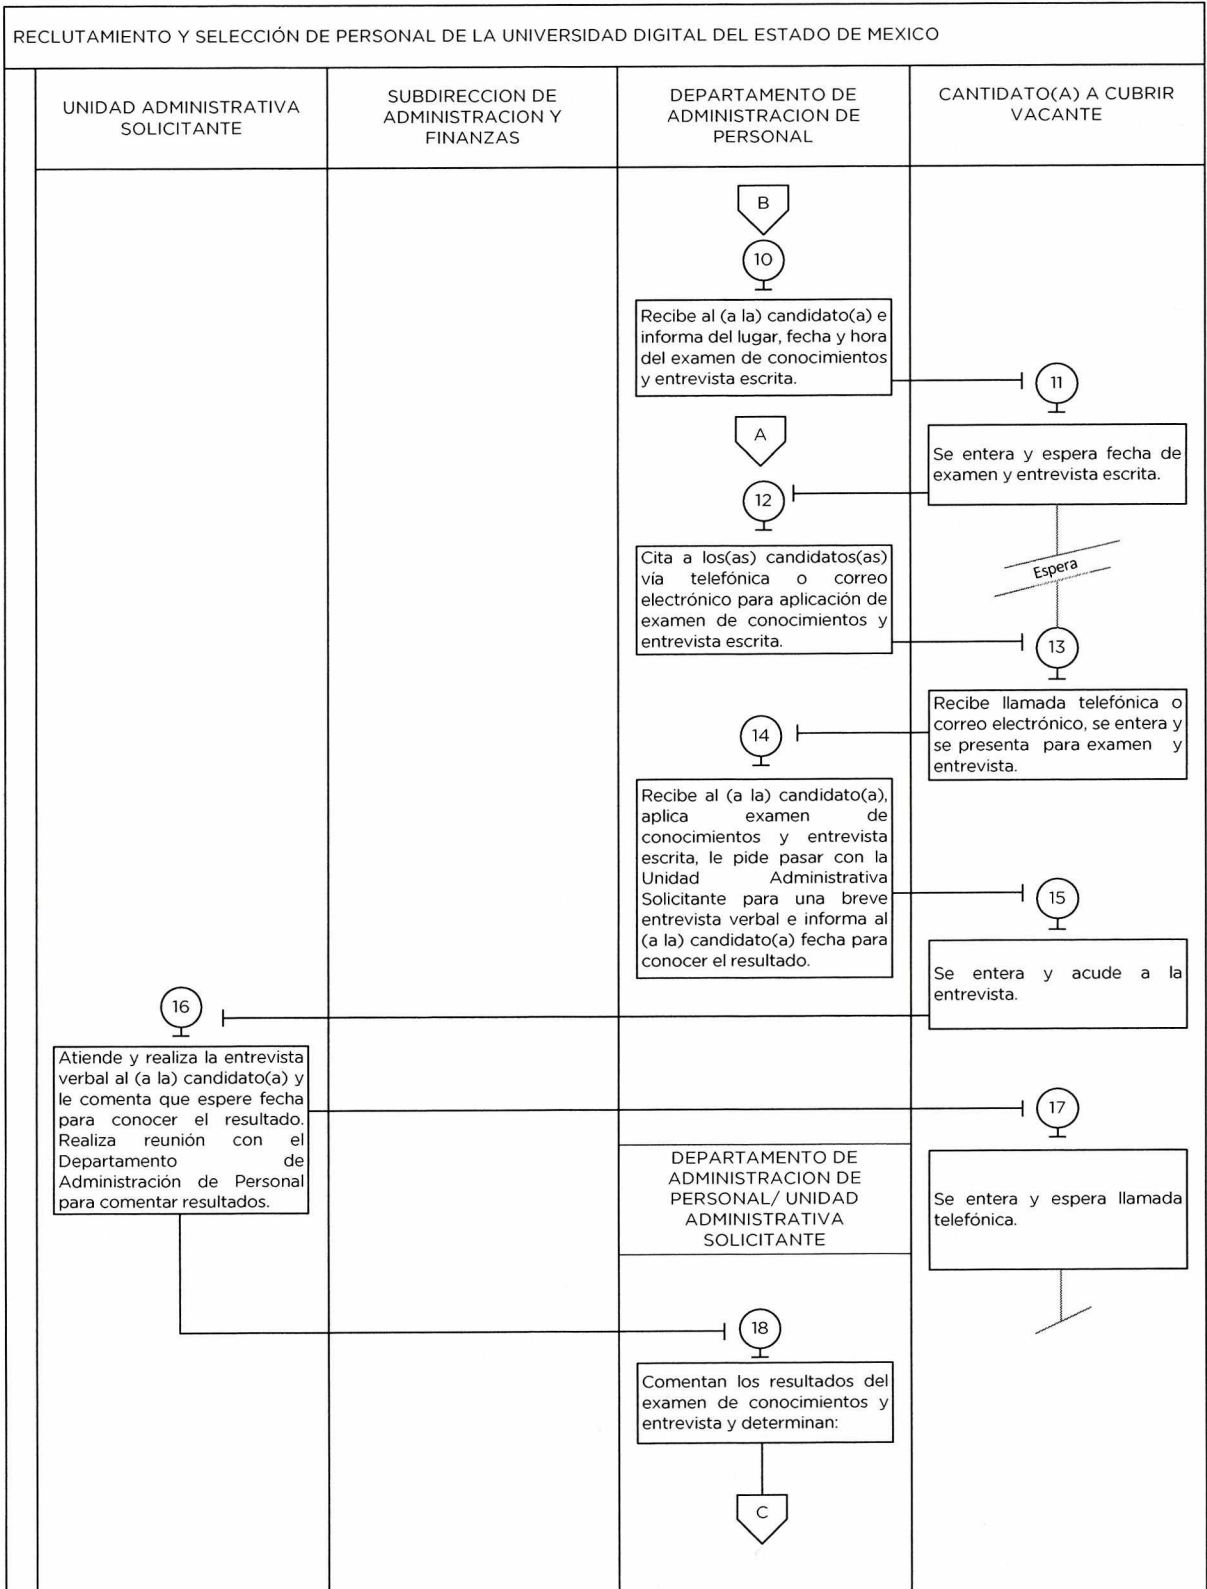 RECLUTAMIENTO Y SELECCIÓN DE PERSONAL DE LA UNIVERSIDAD DIGITAL DEL ESTADO DE MEXICO
UNIDAD ADMINISTRATIVA
SOLICITANTE
SUBDIRECCION DE
ADMINISTRACION Y
FINANZAS
DEPARTAMENTO DE
ADMINISTRACION DE
PERSONAL
CANTIDATO(A) A CUBRIR
VACANTE
B
10
Recibe al (a la) candidato(a) e
informa del lugar, fecha y hora
del examen de conocimientos
y entrevista escrita.
11
Se entera y espera fecha de
examen y entrevista escrita.
A
12
Cita a los(as) candidatos(as)
vía telefónica o correo
electrónico para aplicación de
examen de conocimientos y
entrevista escrita.
Espera
13
Recibe llamada telefónica o
correo electrónico, se entera y
se presenta para examen y
entrevista.
14
Recibe al (a la) candidato(a),
aplica examen de
conocimientos y entrevista
escrita, le pide pasar con la
Unidad Administrativa
Solicitante para una breve
entrevista verbal e informa al
(a la) candidato(a) fecha para
conocer el resultado.
15
Se entera y acude a la
entrevista.
16
Atiende y realiza la entrevista
verbal al (a la) candidato(a) y
le comenta que espere fecha
para conocer el resultado.
Realiza reunión con el
Departamento de
Administración de Personal
para comentar resultados.
17
Se entera y espera llamada
telefónica.
DEPARTAMENTO DE
ADMINISTRACION DE
PERSONAL/ UNIDAD
ADMINISTRATIVA
SOLICITANTE
18
Comentan los resultados del
examen de conocimientos y
entrevista y determinan:
C